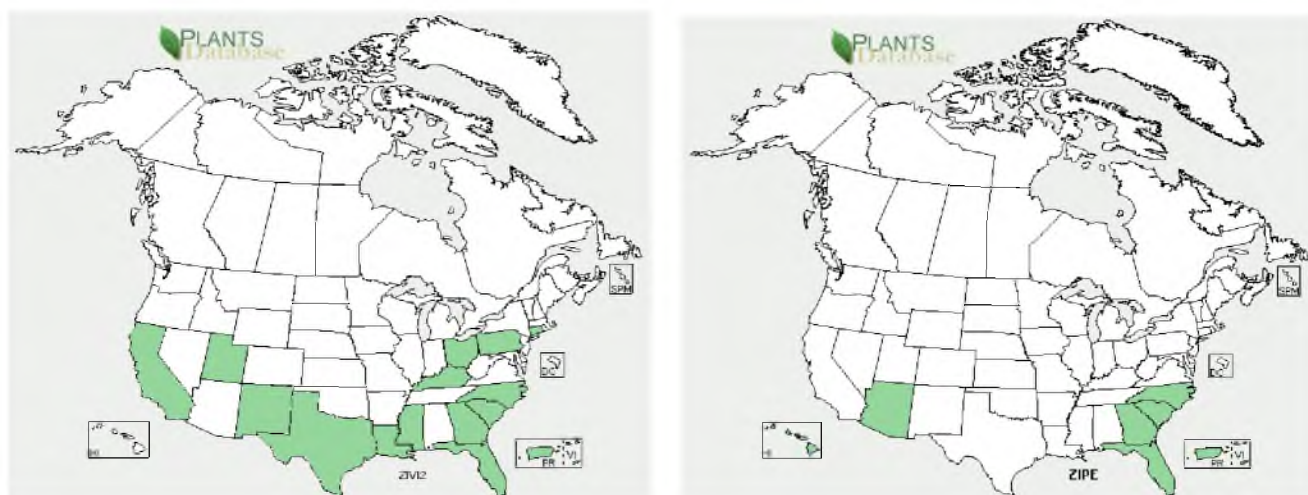 PLANTS
Database
SPM
DC
HI
PR
VI
ZIVI2
PLANTS
Database
SPM
DC
HI
PR
VI
ZIPE